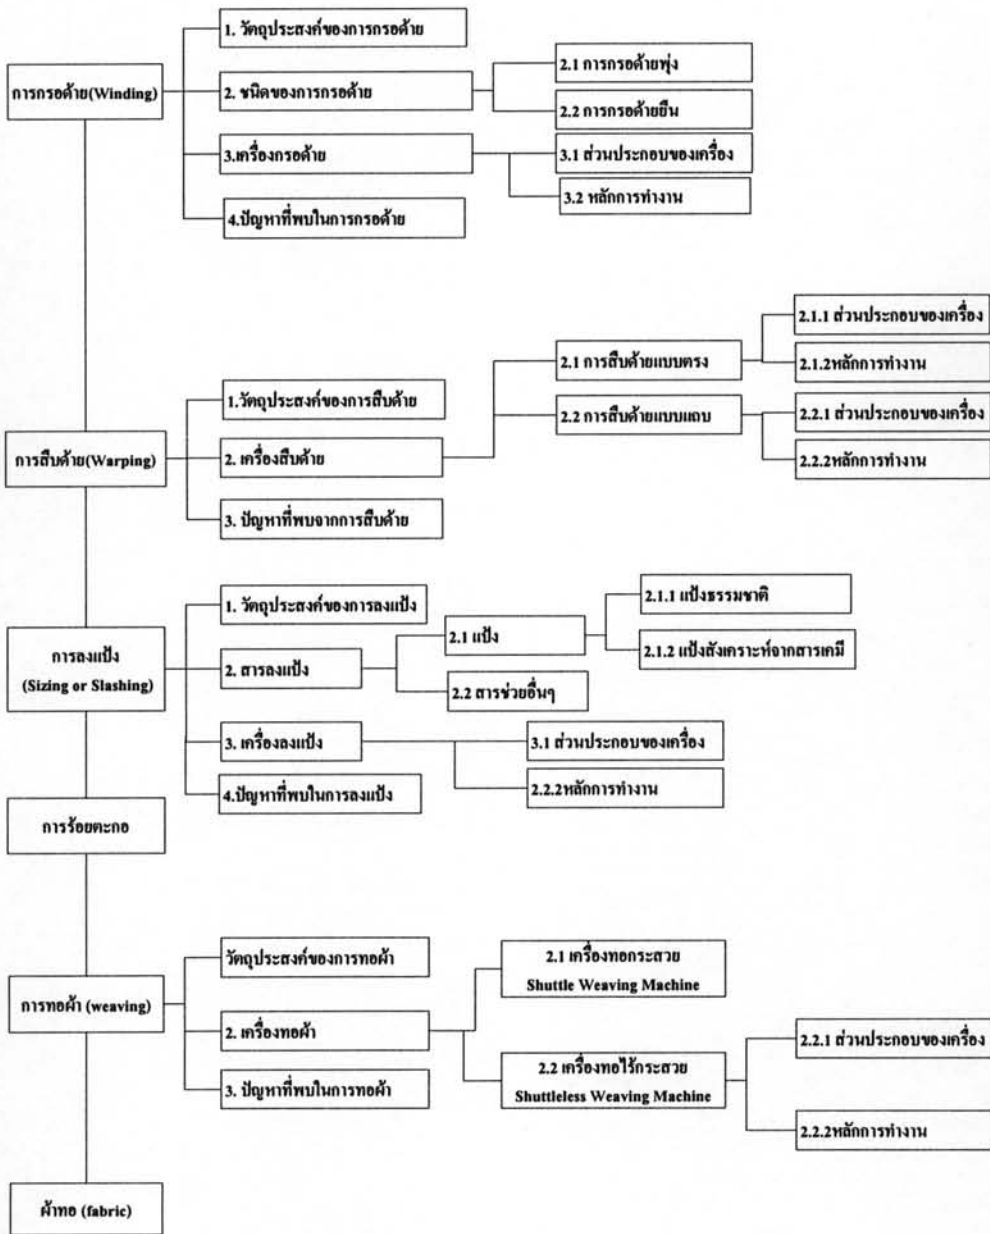 1. วัตถุประสงค์ของการกรอด้าย
การกรอด้าย(Winding)
2. ชนิดของการกรอด้าย
2.1 การกรอด้ายพุ่ง
2.2 การกรอด้ายยืน
3.เครื่องกรอด้าย
3.1 ส่วนประกอบของเครื่อง
3.2 หลักการทำงาน
4.ปัญหาที่พบในการกรอด้าย
การสืบด้าย(Warping)
1.วัตถุประสงค์ของการสืบด้าย
2. เครื่องสืบด้าย
2.1 การสืบด้ายแบบตรง
2.1.1 ส่วนประกอบของเครื่อง
2.1.2หลักการทำงาน
2.2 การสืบด้ายแบบแถบ
2.2.1 ส่วนประกอบของเครื่อง
2.2.2หลักการทำงาน
3. ปัญหาที่พบจากการสืบด้าย
การลงแป้ง
(Sizing or Slashing)
1. วัตถุประสงค์ของการลงแป้ง
2. สารลงแป้ง
2.1 แป้ง
2.1.1 แป้งธรรมชาติ
2.1.2 แป้งสังเคราะห์จากสารเคมี
2.2 สารช่วยอื่นๆ
3. เครื่องลงแป้ง
3.1 ส่วนประกอบของเครื่อง
2.2.2หลักการทำงาน
4.ปัญหาที่พบในการลงแป้ง
การร้อยตะกอ
การทอผ้า (weaving)
วัตถุประสงค์ของการทอผ้า
2. เครื่องทอผ้า
2.1 เครื่องทอกระสวย
Shuttle Weaving Machine
2.2 เครื่องทอไร้กระสวย
Shuttleless Weaving Machine
2.2.1 ส่วนประกอบของเครื่อง
2.2.2หลักการทำงาน
3. ปัญหาที่พบในการทอผ้า
ผ้าทอ (fabric)